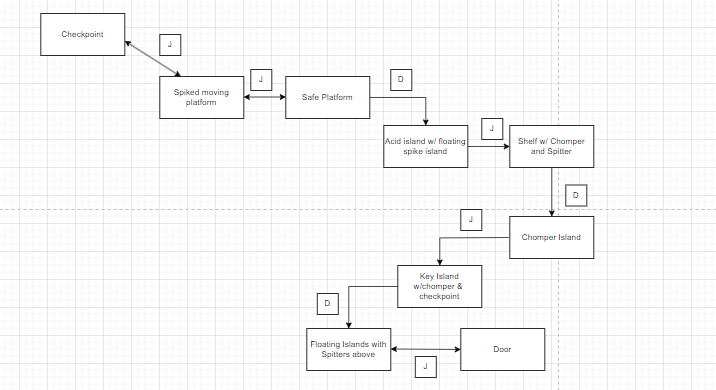 Checkpoint
J
Spiked moving
platform
J
Safe Platform
D
Acid island w/ floating
spike island
J
Shelf w/ Chomper
and Spitter
D
Chomper Island
J
Key Island
w/chomper &
checkpoint
D
Floating Islands with
Spitters above
J
Door